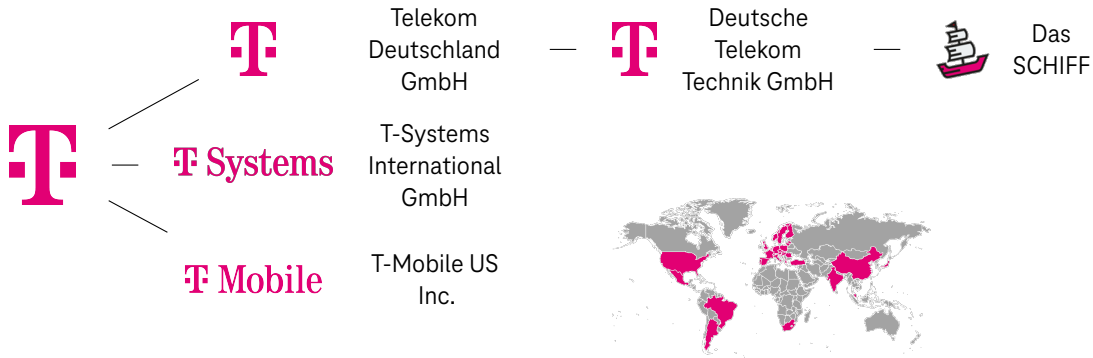 T
T
Telekom
Deutschland
GmbH
T
Deutsche
Telekom
Technik GmbH
Das
SCHIFF
T Systems
T-Systems
International
GmbH
T Mobile
T-Mobile US
Inc.